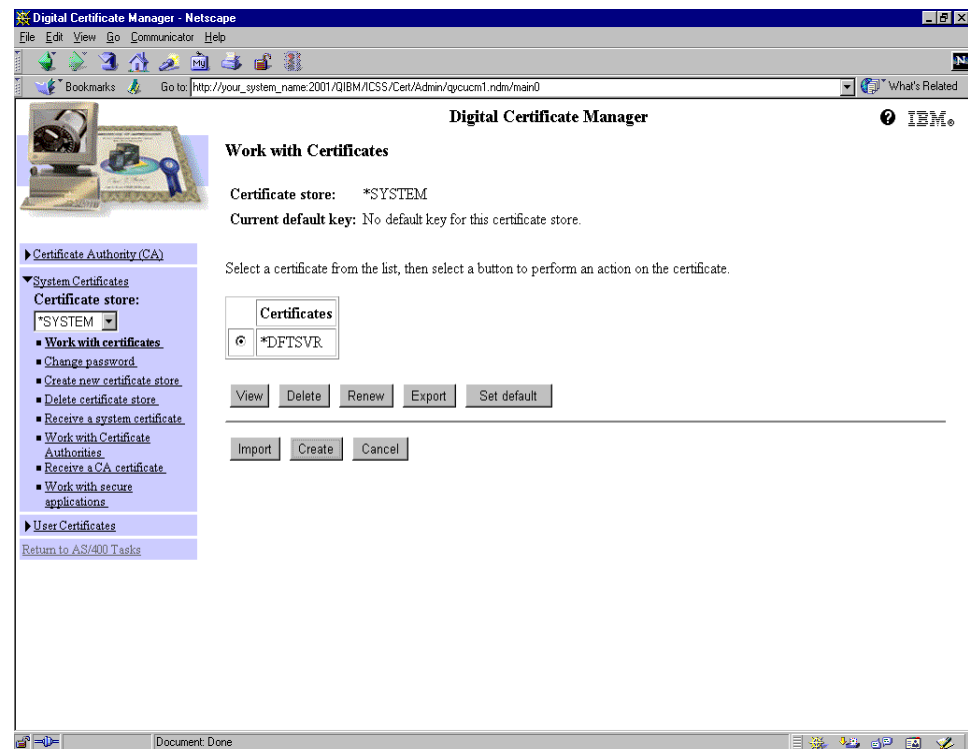 Digital Certificate Manager - Netscape
File Edit View Go Communicator Help
My
Bookmarks Go to: http://your_system_name:2001/QIBM/ICSS/Cert/Admin/qycucm1.ndm/main0 What's Related
N
Digital Certificate Manager
IBM®
Work with Certificates
Certificate store: *SYSTEM
Current default key: No default key for this certificate store.
Certificate Authority (CA)
System Certificates
Certificate store:
*SYSTEM
Work with certificates
Change password
Create new certificate store
Delete certificate store
Receive a system certificate
Work with Certificate
Authorities
Receive a CA certificate
Work with secure
applications
User Certificates
Return to AS/400 Tasks
Select a certificate from the list, then select a button to perform an action on the certificate.
Certificates
*DFTSVR
View Delete Renew Export Set default
Import Create Cancel
Document: Done